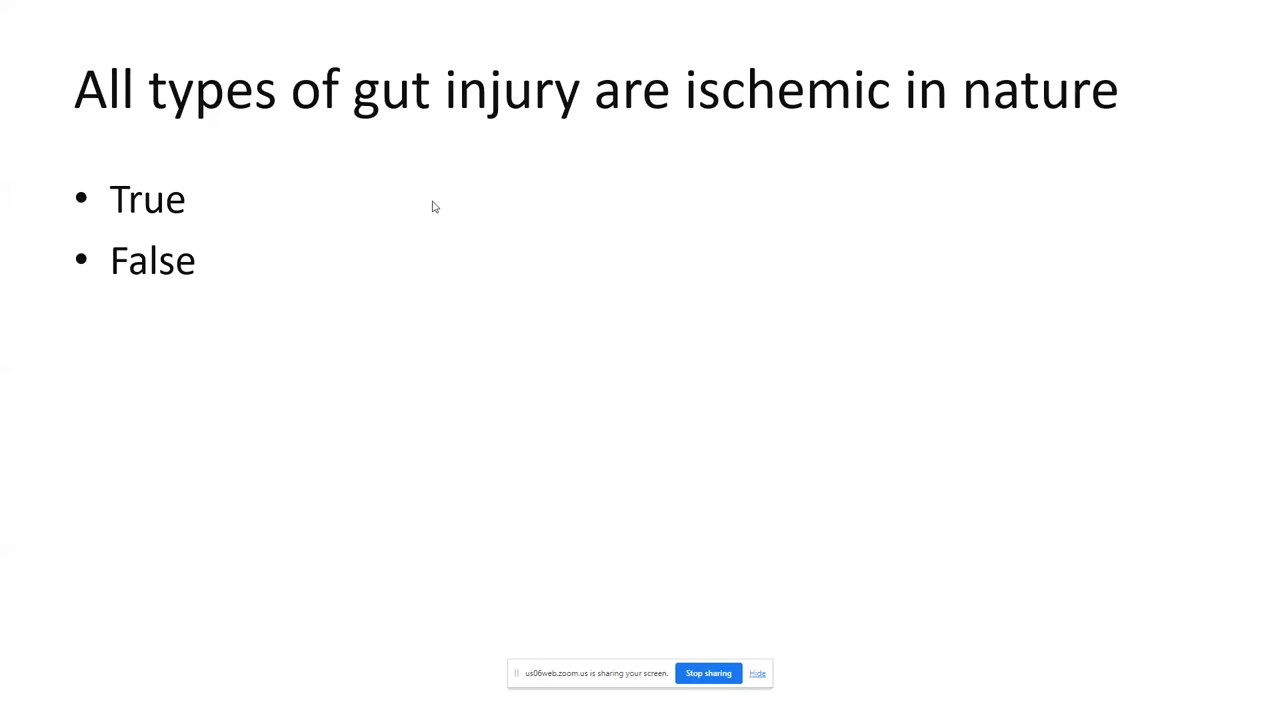 All types of gut injury are ischemic in nature
• True
• False
us06web.zoom.us is sharing your screen. Stop sharing Hide